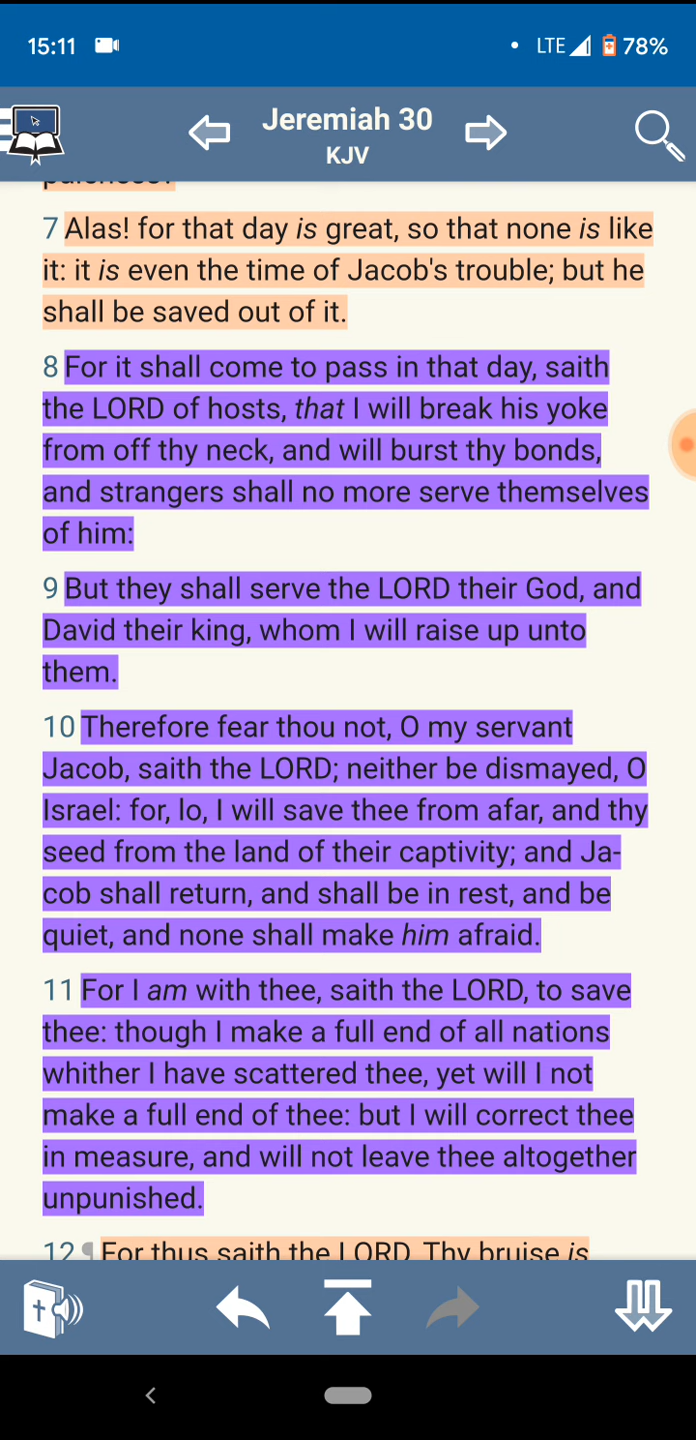 15:11
LTE 78%
Jeremiah 30
KJV
7 Alas! for that day is great, so that none is like
it: it is even the time of Jacob's trouble; but he
shall be saved out of it.
8 For it shall come to pass in that day, saith
the LORD of hosts, that I will break his yoke
from off thy neck, and will burst thy bonds,
and strangers shall no more serve themselves
of him:
9 But they shall serve the LORD their God, and
David their king, whom I will raise up unto
them.
10 Therefore fear thou not, O my servant
Jacob, saith the LORD; neither be dismayed, O
Israel: for, lo, I will save thee from afar, and thy
seed from the land of their captivity; and Ja-
cob shall return, and shall be in rest, and be
quiet, and none shall make him afraid.
11 For I am with thee, saith the LORD, to save
thee: though I make a full end of all nations
whither I have scattered thee, yet will I not
make a full end of thee: but I will correct thee
in measure, and will not leave thee altogether
unpunished.
12 ¶ For thus saith the LORD, Thy bruise is